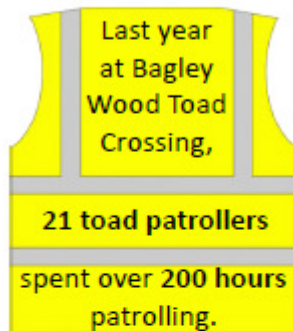 Last year
at Bagley
Wood Toad
Crossing,
21 toad patrollers
spent over 200 hours
patrolling.